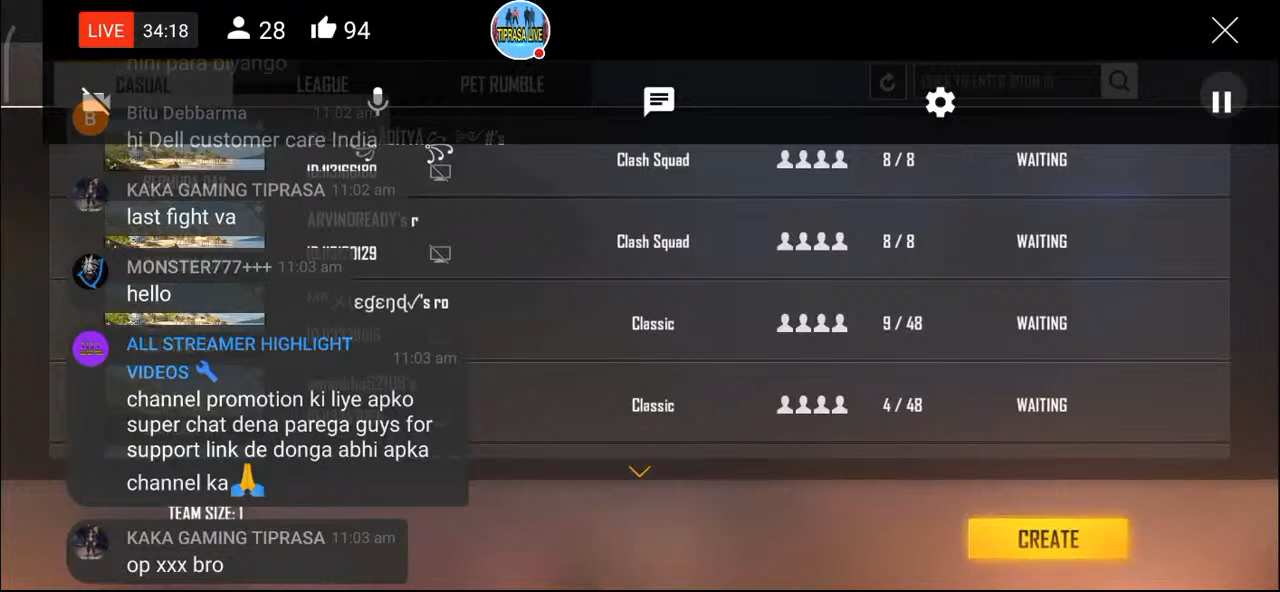 LIVE 34:18 28 94 TIPRASA LIVE
nini para biyango
CASUAL LEAGUE PET RUMBLE
Bitu Debbarma 11:02 am
B
hi Dell customer care India
Clash Squad 8 / 8 WAITING
KAKA GAMING TIPRASA 11:02 am
last fight va
ARVINDREADY's r
Clash Squad 8 / 8 WAITING
MONSTER777+++ 11:03 am
hello
Classic 9 / 48 WAITING
ALL STREAMER HIGHLIGHT
VIDEOS 11:03 am
channel promotion ki liye apko
super chat dena parega guys for
support link de donga abhi apka
channel ka🙏
Classic 4 / 48 WAITING
TEAM SIZE: 1
KAKA GAMING TIPRASA 11:03 am
op xxx bro
CREATE